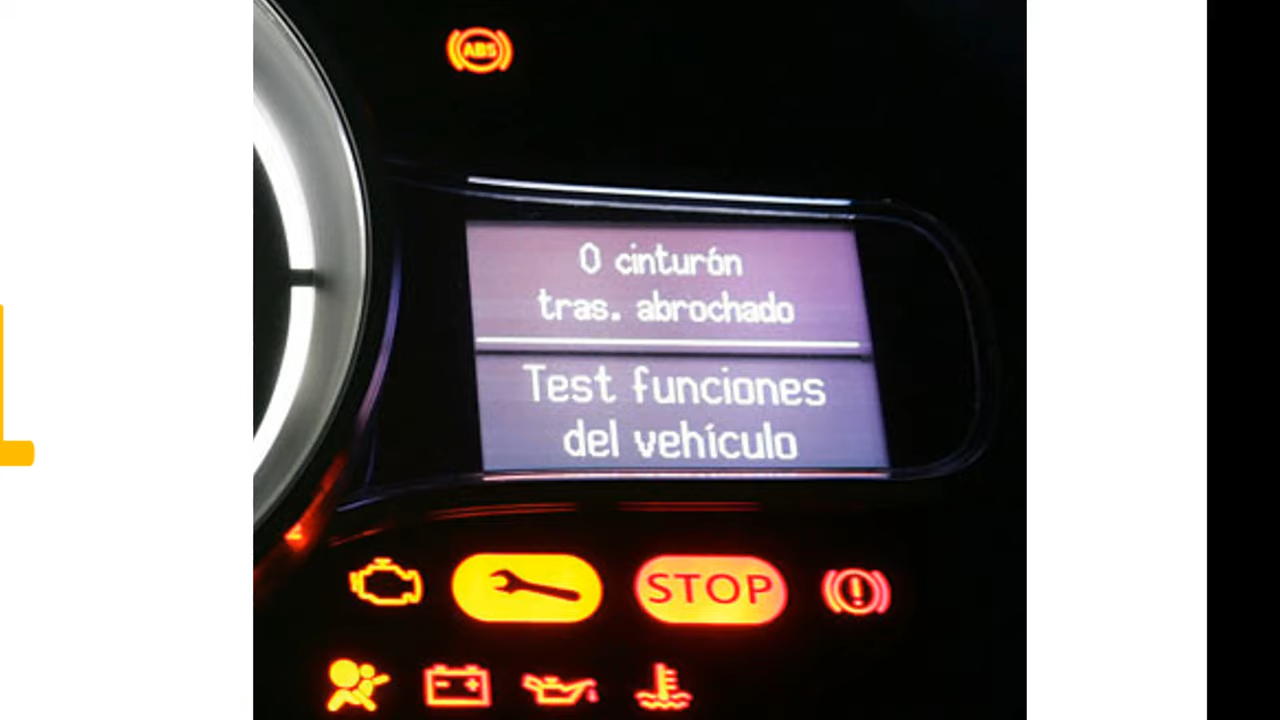 ABS
0 cinturón
tras. abrochado
Test funciones
del vehículo
STOP